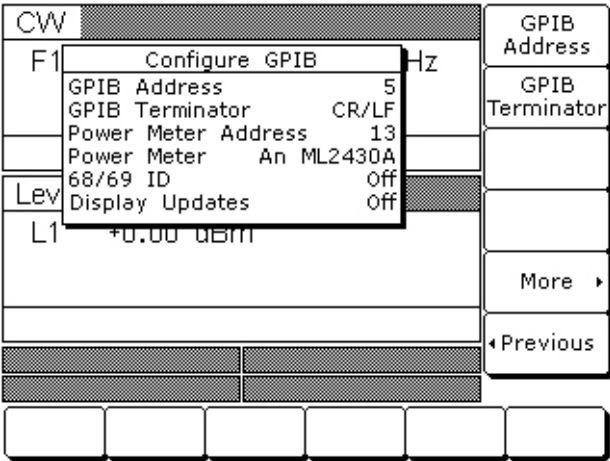 CW
F1
Hz
Configure GPIB
GPIB Address 5
GPIB Terminator CR/LF
Power Meter Address 13
Power Meter An ML2430A
68/69 ID Off
Display Updates Off
Lev
L1 +0.00 dBm
GPIB
Address
GPIB
Terminator
More
Previous